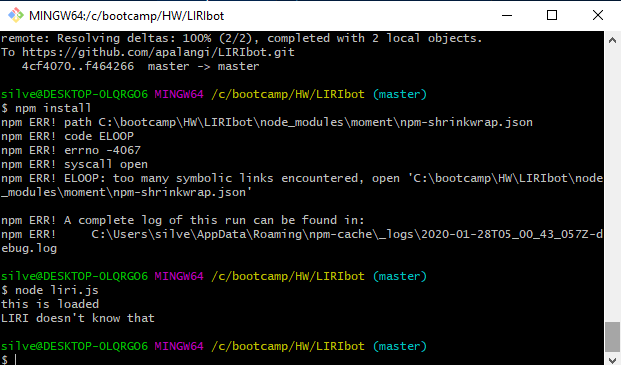 MINGW64:/c/bootcamp/HW/LIRIbot
remote: Resolving deltas: 100% (2/2), completed with 2 local objects.
To https://github.com/apalangi/LIRIbot.git
   4cf4070..f464266  master -> master
silve@DESKTOP-OLQRGO6 MINGW64 /c/bootcamp/HW/LIRIbot (master)
$ npm install
npm ERR! path C:\bootcamp\HW\LIRIbot\node_modules\moment\npm-shrinkwrap.json
npm ERR! code ELOOP
npm ERR! errno -4067
npm ERR! syscall open
npm ERR! ELOOP: too many symbolic links encountered, open 'C:\bootcamp\HW\LIRIbot\node
_modules\moment\npm-shrinkwrap.json'
npm ERR! A complete log of this run can be found in:
npm ERR!     C:\Users\silve\AppData\Roaming\npm-cache\_logs\2020-01-28T05_00_43_057Z-d
ebug.log
silve@DESKTOP-OLQRGO6 MINGW64 /c/bootcamp/HW/LIRIbot (master)
$ node liri.js
this is loaded
LIRI doesn't know that
silve@DESKTOP-OLQRGO6 MINGW64 /c/bootcamp/HW/LIRIbot (master)
$